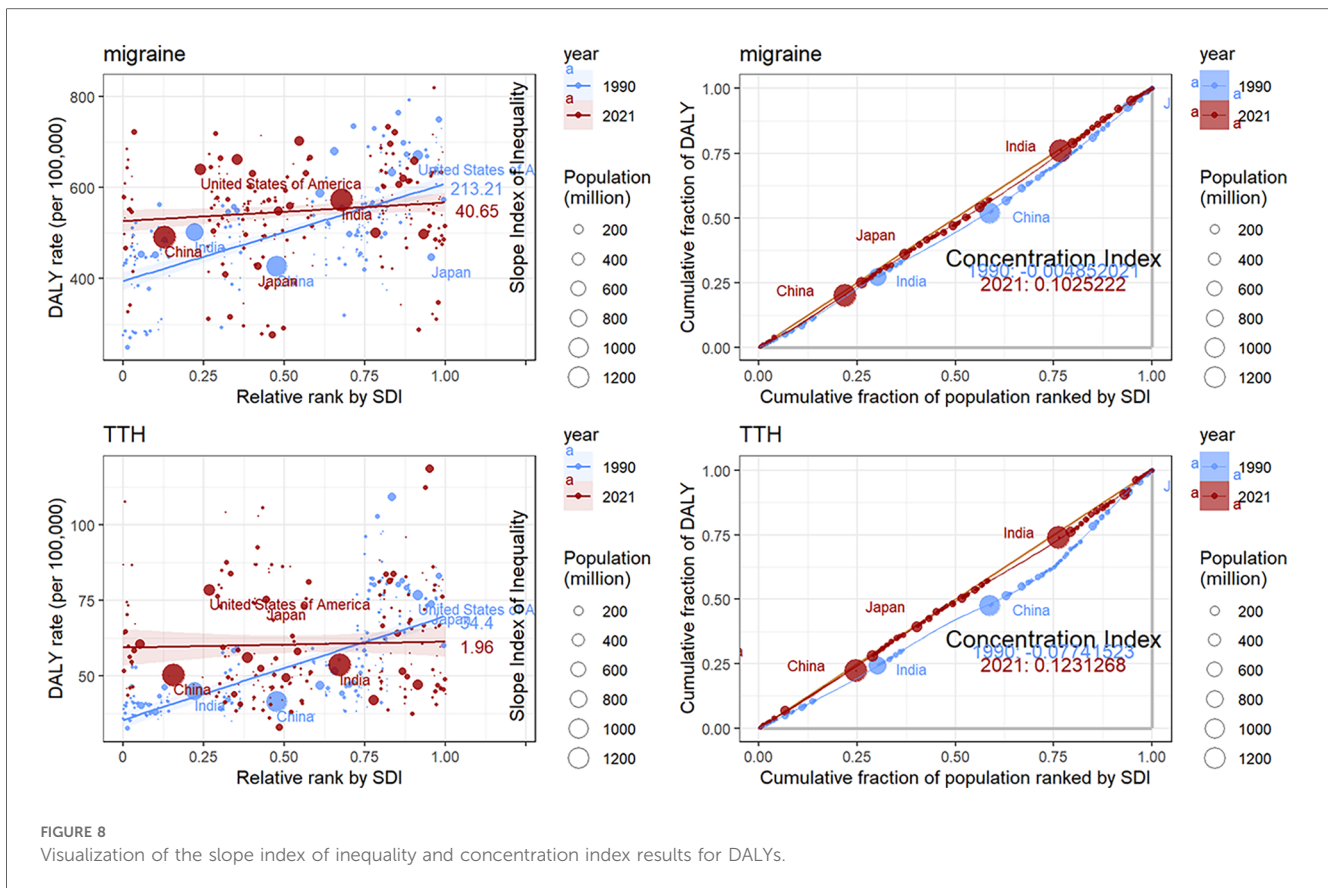 migraine
800
600
400
DALY rate (per 100,000)
0
0.25
0.50
0.75
1.00
Relative rank by SDI
Slope Index of Inequality
United States of A
213.21
40.65
United States of America
India
China
India
China
Japan
Japan
year
a
1990
a
2021
Population
(million)
200
400
600
800
1000
1200
migraine
1.00
0.75
0.50
0.25
0.00
Cumulative fraction of DALY
0.00
0.25
0.50
0.75
1.00
Cumulative fraction of population ranked by SDI
India
China
Japan
India
China
Concentration Index
1990: -0.004852021
2021: 0.1025222
J
year
a
a
1990
a
a
2021
Population
(million)
200
400
600
800
1000
1200
TTH
100
75
50
DALY rate (per 100,000)
0
0.25
0.50
0.75
1.00
Relative rank by SDI
Slope Index of Inequality
United States of America
Japan
United States of A
Japan
34.4
1.96
India
China
India
China
year
a
1990
a
2021
Population
(million)
200
400
600
800
1000
1200
TTH
1.00
0.75
0.50
0.25
0.00
Cumulative fraction of DALY
0.00
0.25
0.50
0.75
1.00
Cumulative fraction of population ranked by SDI
India
Japan
China
China
India
Concentration Index
1990: -0.07741523
2021: 0.1231268
J
year
a
a
1990
a
a
2021
Population
(million)
200
400
600
800
1000
1200
FIGURE 8
Visualization of the slope index of inequality and concentration index results for DALYs.